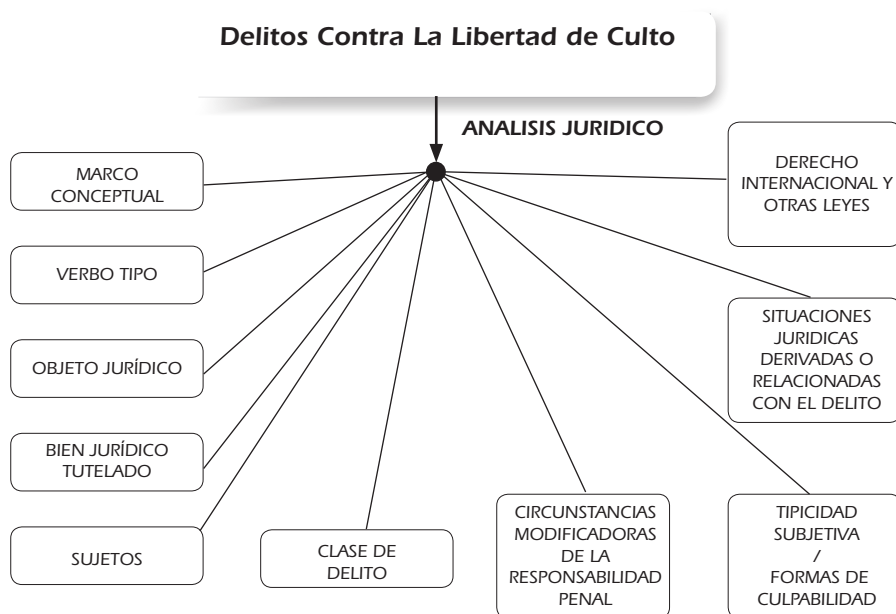 Delitos Contra La Libertad de Culto
ANALISIS JURIDICO
MARCO
CONCEPTUAL
VERBO TIPO
OBJETO JURÍDICO
BIEN JURÍDICO
TUTELADO
SUJETOS
CLASE DE
DELITO
CIRCUNSTANCIAS
MODIFICADORAS
DE LA
RESPONSABILIDAD
PENAL
TIPICIDAD
SUBJETIVA
/
FORMAS DE
CULPABILIDAD
SITUACIONES
JURIDICAS
DERIVADAS O
RELACIONADAS
CON EL DELITO
DERECHO
INTERNACIONAL Y
OTRAS LEYES